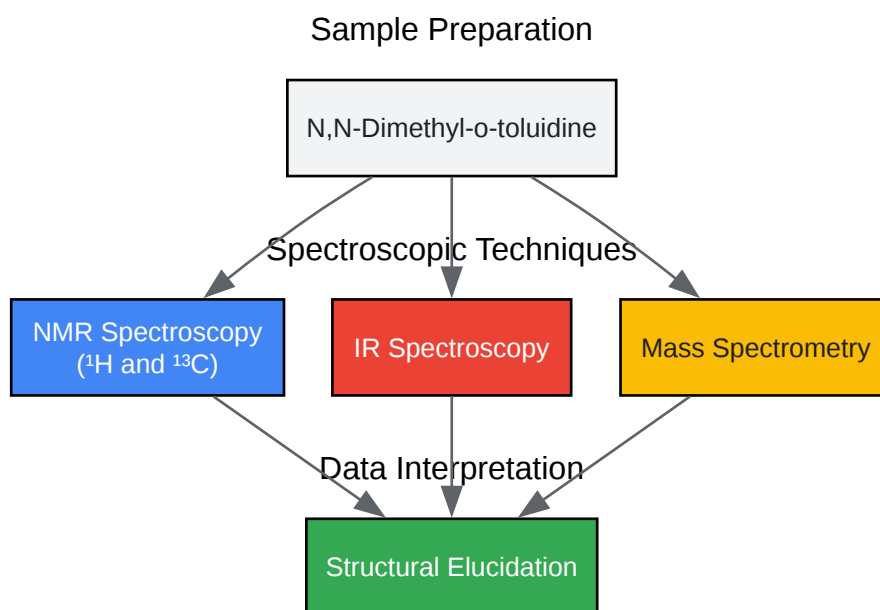 Sample Preparation
N,N-Dimethyl-o-toluidine
Spectroscopic Techniques
NMR Spectroscopy
(¹H and ¹³C)
IR Spectroscopy
Mass Spectrometry
Data Interpretation
Structural Elucidation